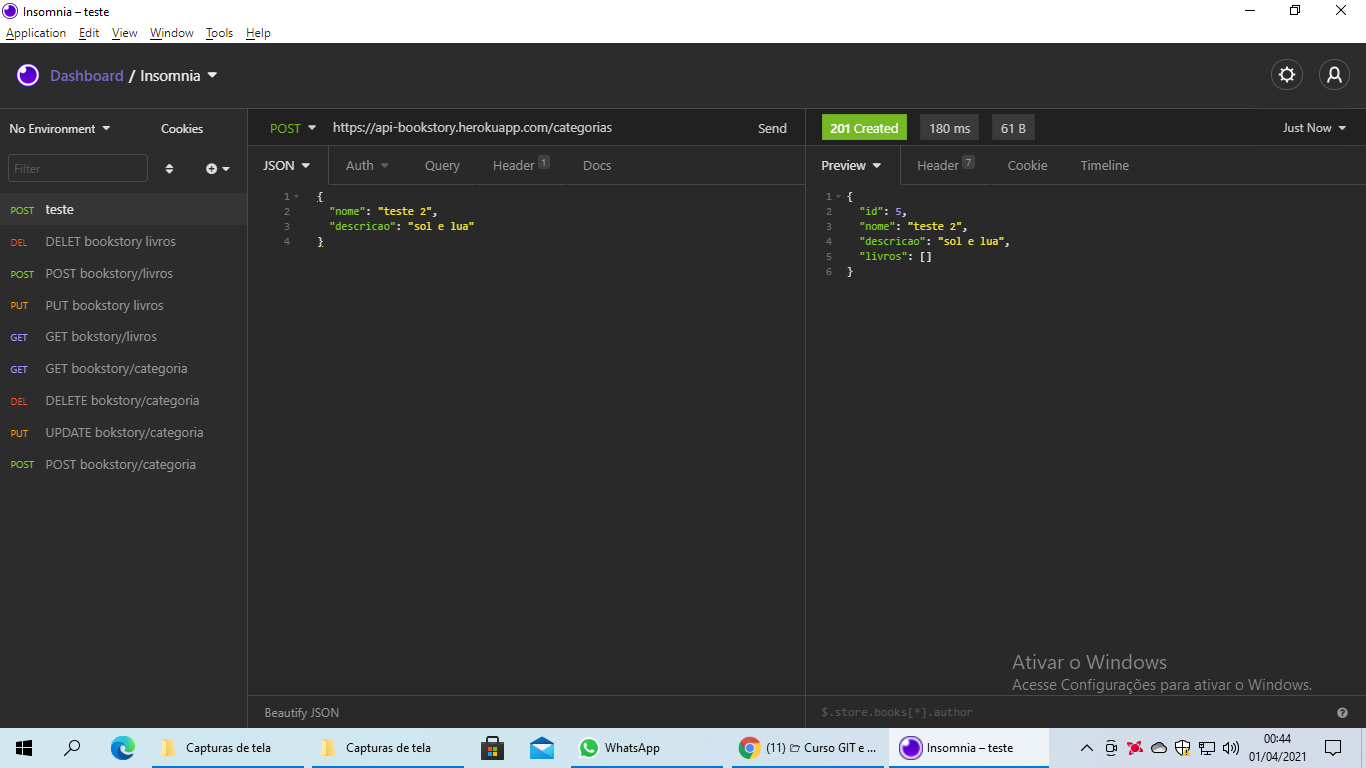 Insomnia – teste
Application Edit View Window Tools Help
Dashboard / Insomnia
No Environment Cookies
POST https://api-bookstory.herokuapp.com/categorias Send
201 Created 180 ms 61 B Just Now
Filter
JSON Auth Query Header 1 Docs
Preview Header 7 Cookie Timeline
POST teste
DEL DELET bookstory livros
POST POST bookstory/livros
PUT PUT bookstory livros
GET GET bokstory/livros
GET GET bookstory/categoria
DEL DELETE bokstory/categoria
PUT UPDATE bokstory/categoria
POST POST bookstory/categoria
1 {
2 "nome": "teste 2",
3 "descricao": "sol e lua"
4 }
1 {
2 "id": 5,
3 "nome": "teste 2",
4 "descricao": "sol e lua",
5 "livros": []
6 }
Ativar o Windows
Acesse Configurações para ativar o Windows.
Beautify JSON
$.store.books[*].author
Capturas de tela
Capturas de tela
WhatsApp
(11) Curso GIT e ...
Insomnia – teste
00:44
01/04/2021